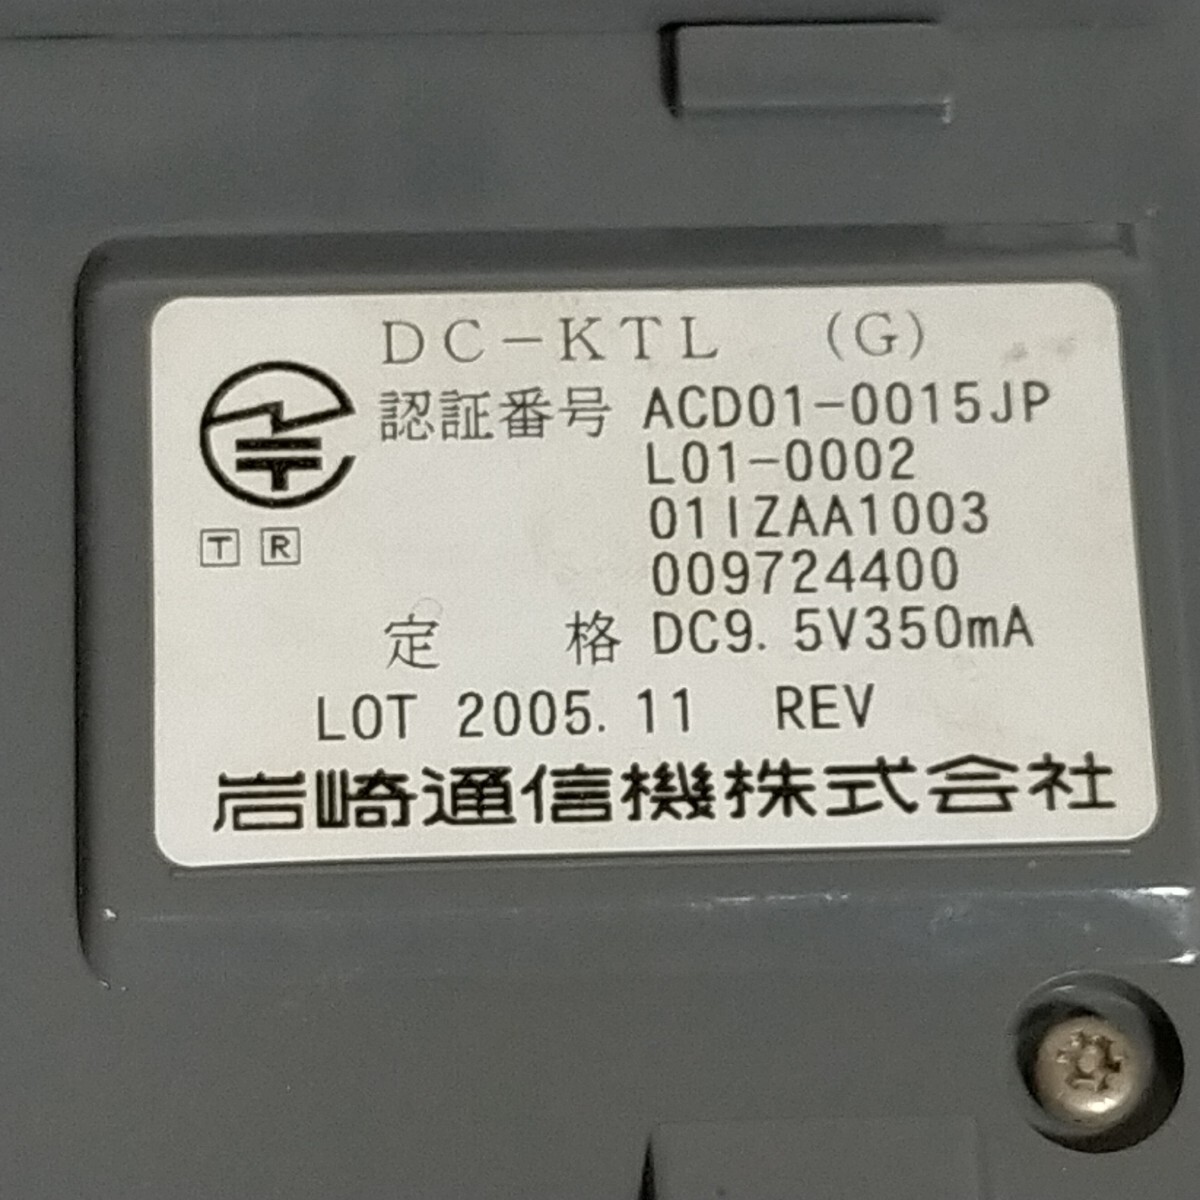 DC-KTL (G)
認証番号 ACD01-0015JP
L01-0002
T R 01IZAA1003
009724400
定格 DC9.5V350mA
LOT 2005.11 REV
岩崎通信機株式会社